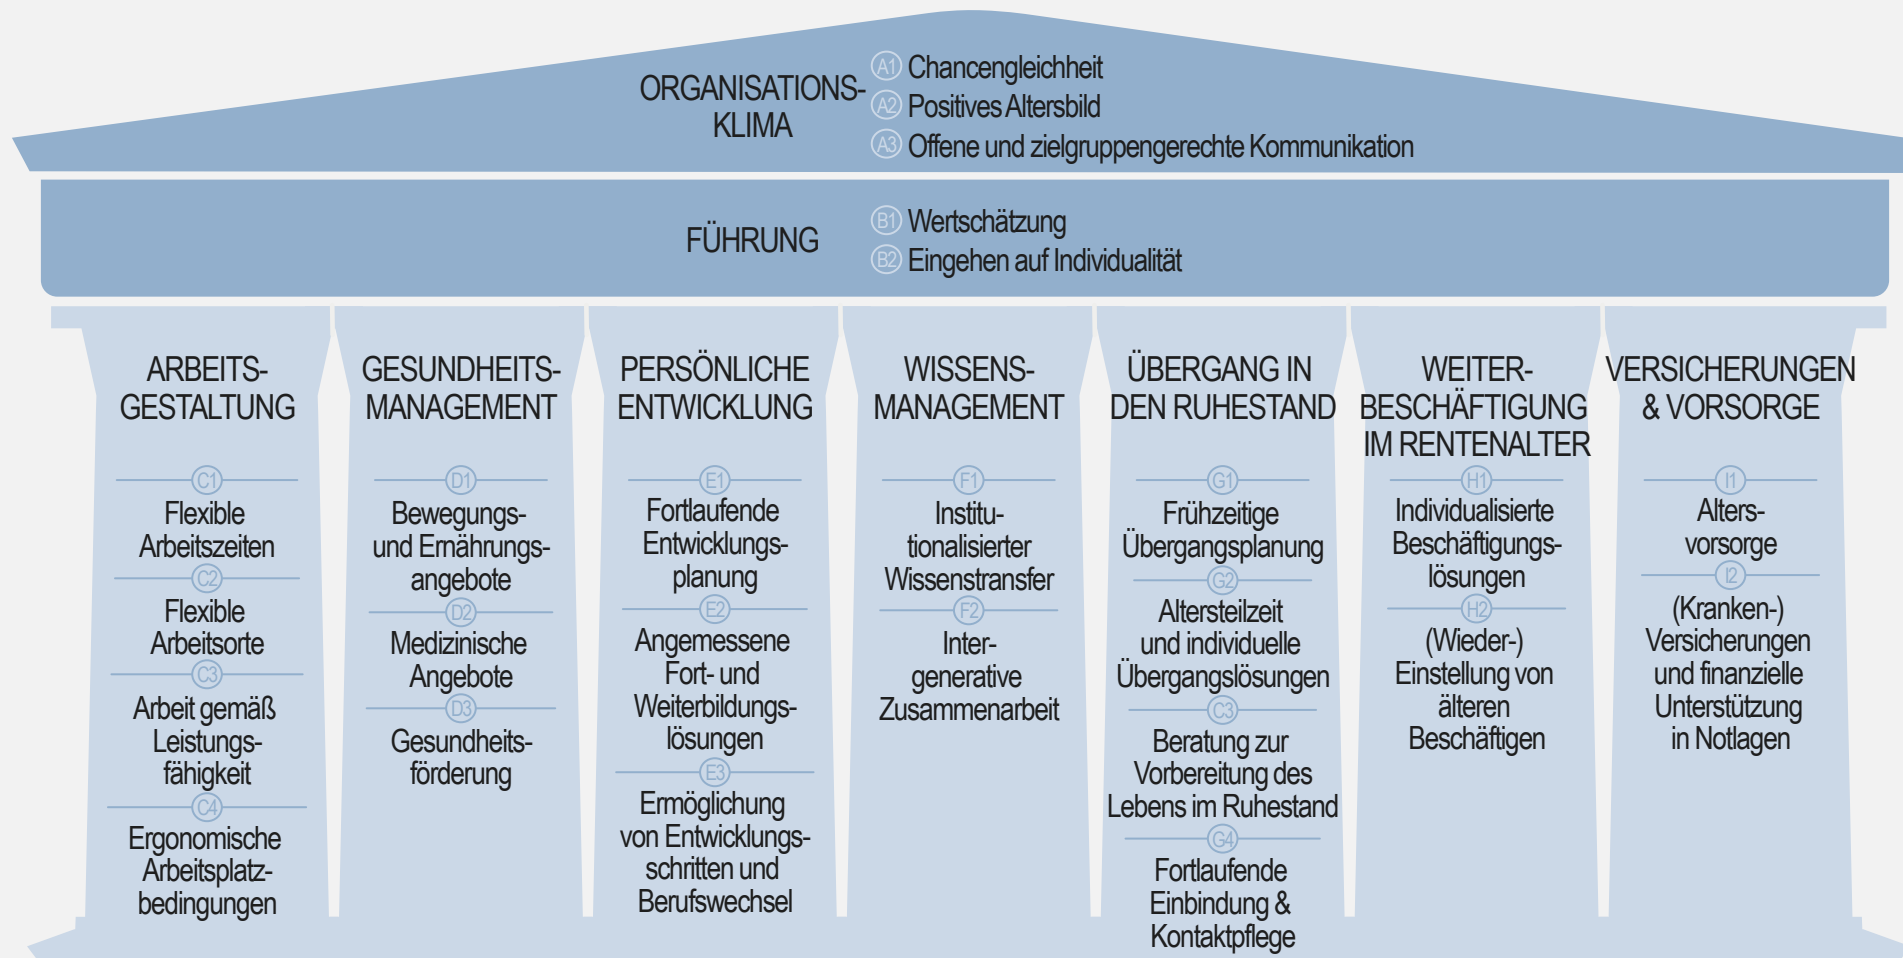 ORGANISATIONS-
KLIMA
A1 Chancengleichheit
A2 Positives Altersbild
A3 Offene und zielgruppengerechte Kommunikation
FÜHRUNG
B1 Wertschätzung
B2 Eingehen auf Individualität
ARBEITS-
GESTALTUNG
C1
Flexible
Arbeitszeiten
C2
Flexible
Arbeitsorte
C3
Arbeit gemäß
Leistungs-
fähigkeit
C4
Ergonomische
Arbeitsplatz-
bedingungen
GESUNDHEITS-
MANAGEMENT
D1
Bewegungs-
und Ernährungs-
angebote
D2
Medizinische
Angebote
D3
Gesundheits-
förderung
PERSÖNLICHE
ENTWICKLUNG
E1
Fortlaufende
Entwicklungs-
planung
E2
Angemessene
Fort- und
Weiterbildungs-
lösungen
E3
Ermöglichung
von Entwicklungs-
schritten und
Berufswechsel
WISSENS-
MANAGEMENT
F1
Institu-
tionalisierter
Wissenstransfer
F2
Inter-
generative
Zusammenarbeit
ÜBERGANG IN
DEN RUHESTAND
G1
Frühzeitige
Übergangsplanung
G2
Altersteilzeit
und individuelle
Übergangslösungen
C3
Beratung zur
Vorbereitung des
Lebens im Ruhestand
G4
Fortlaufende
Einbindung &
Kontaktpflege
WEITER-
BESCHÄFTIGUNG
IM RENTENALTER
H1
Individualisierte
Beschäftigungs-
lösungen
H2
(Wieder-)
Einstellung von
älteren
Beschäftigen
VERSICHERUNGEN
& VORSORGE
I1
Alters-
vorsorge
I2
(Kranken-)
Versicherungen
und finanzielle
Unterstützung
in Notlagen